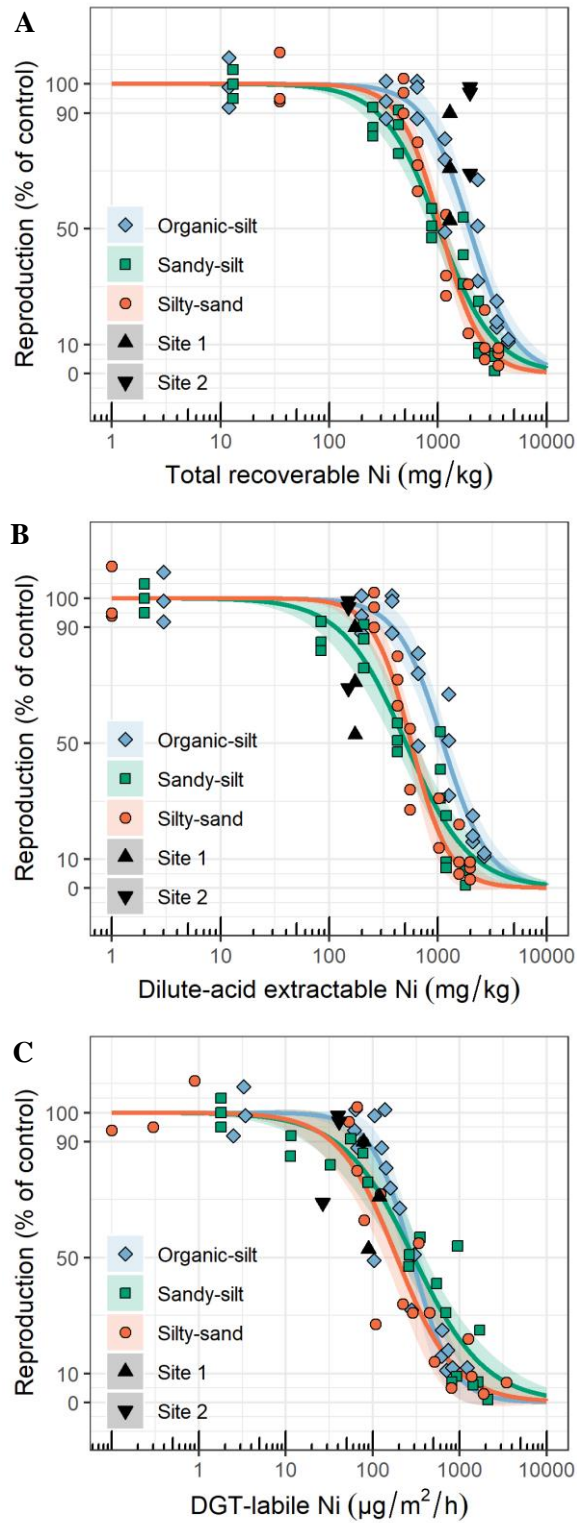 A
Reproduction (% of control)
100
90
50
10
0
Organic-silt
Sandy-silt
Silty-sand
Site 1
Site 2
1
10
100
1000
10000
Total recoverable Ni (mg/kg)
B
Reproduction (% of control)
100
90
50
10
0
Organic-silt
Sandy-silt
Silty-sand
Site 1
Site 2
1
10
100
1000
10000
Dilute-acid extractable Ni (mg/kg)
C
Reproduction (% of control)
100
90
50
10
0
Organic-silt
Sandy-silt
Silty-sand
Site 1
Site 2
1
10
100
1000
10000
DGT-labile Ni (µg/m²/h)